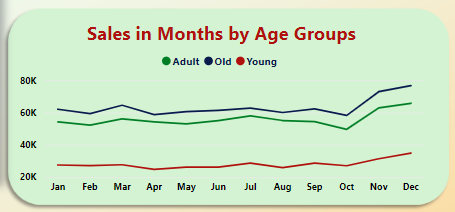 Sales in Months by Age Groups
Adult Old Young
80K
60K
40K
20K
Jan Feb Mar Apr May Jun Jul Aug Sep Oct Nov Dec